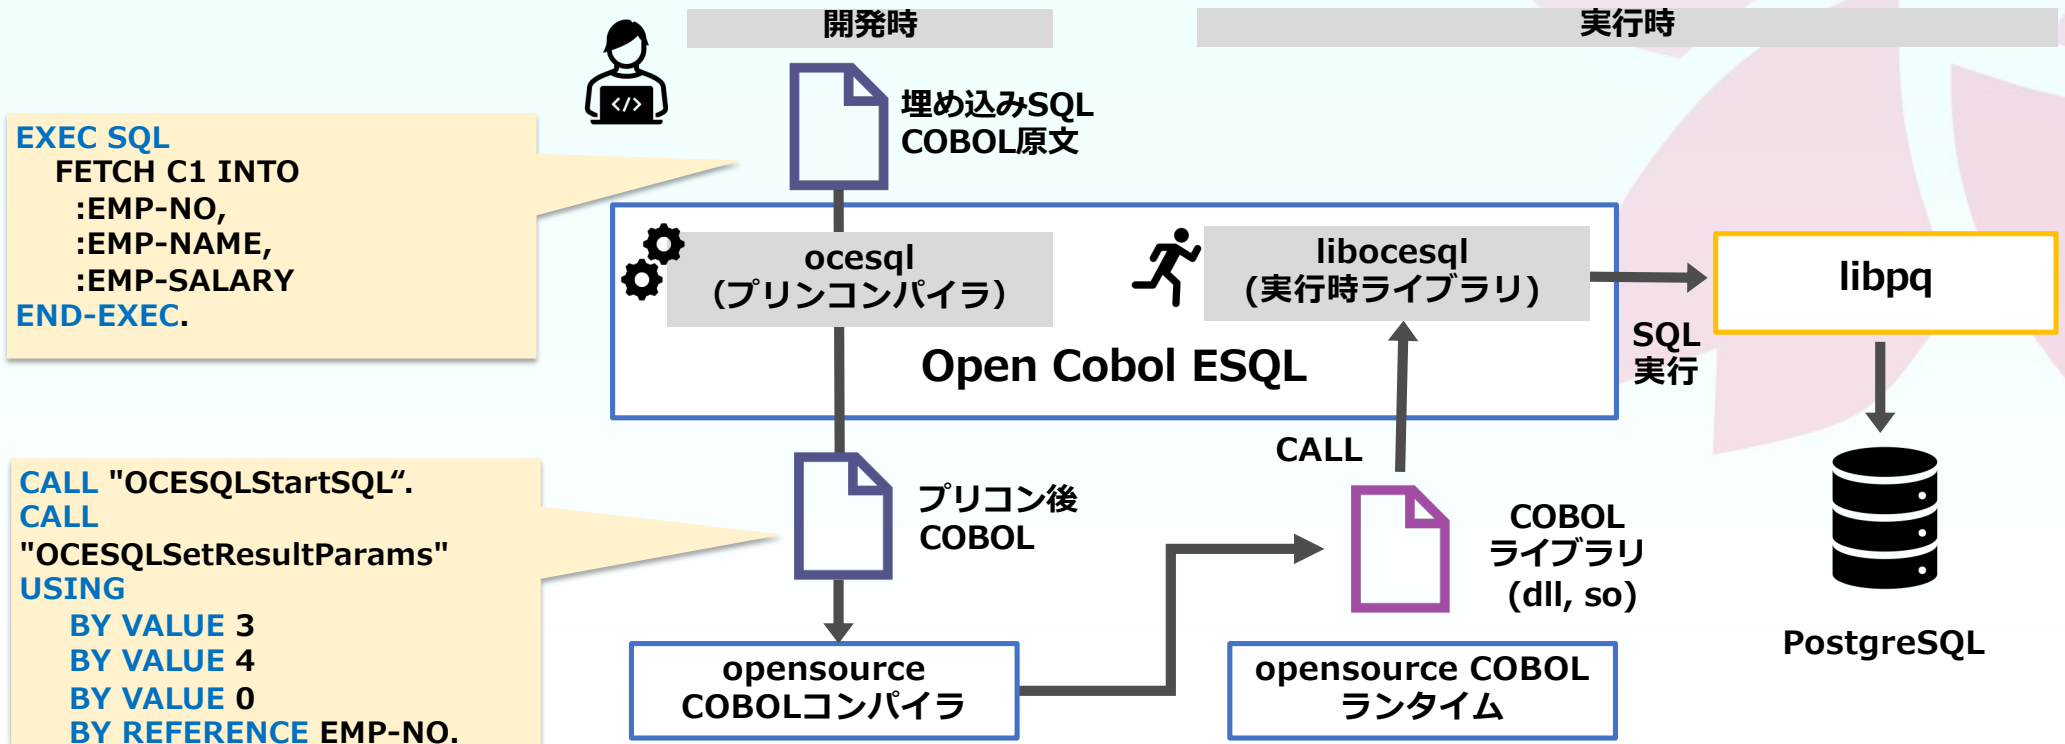 開発時
実行時
</>
埋め込みSQL
COBOL原文
EXEC SQL
FETCH C1 INTO
:EMP-NO,
:EMP-NAME,
:EMP-SALARY
END-EXEC.
ocesql
（プリンコンパイラ）
libocesql
(実行時ライブラリ)
Open Cobol ESQL
SQL
実行
libpq
CALL "OCESQLStartSQL“.
CALL
"OCESQLSetResultParams"
USING
BY VALUE 3
BY VALUE 4
BY VALUE 0
BY REFERENCE EMP-NO.
プリコン後
COBOL
CALL
COBOL
ライブラリ
(dll, so)
PostgreSQL
opensource
COBOLコンパイラ
opensource COBOL
ランタイム